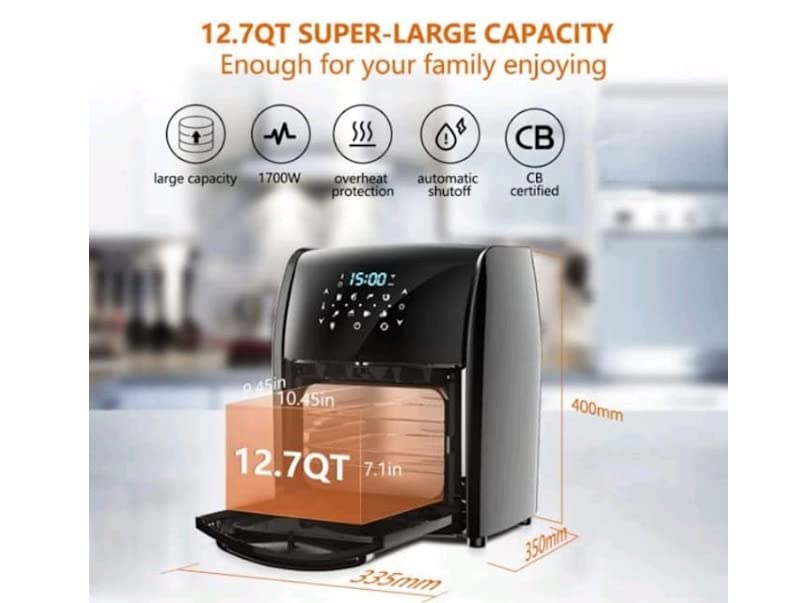 12.7QT SUPER-LARGE CAPACITY
Enough for your family enjoying
CB
large capacity
1700W
overheat
protection
automatic
shutoff
CB
certified
15:00
9.45in
10.45in
12.7QT
7.1in
400mm
350mm
335mm